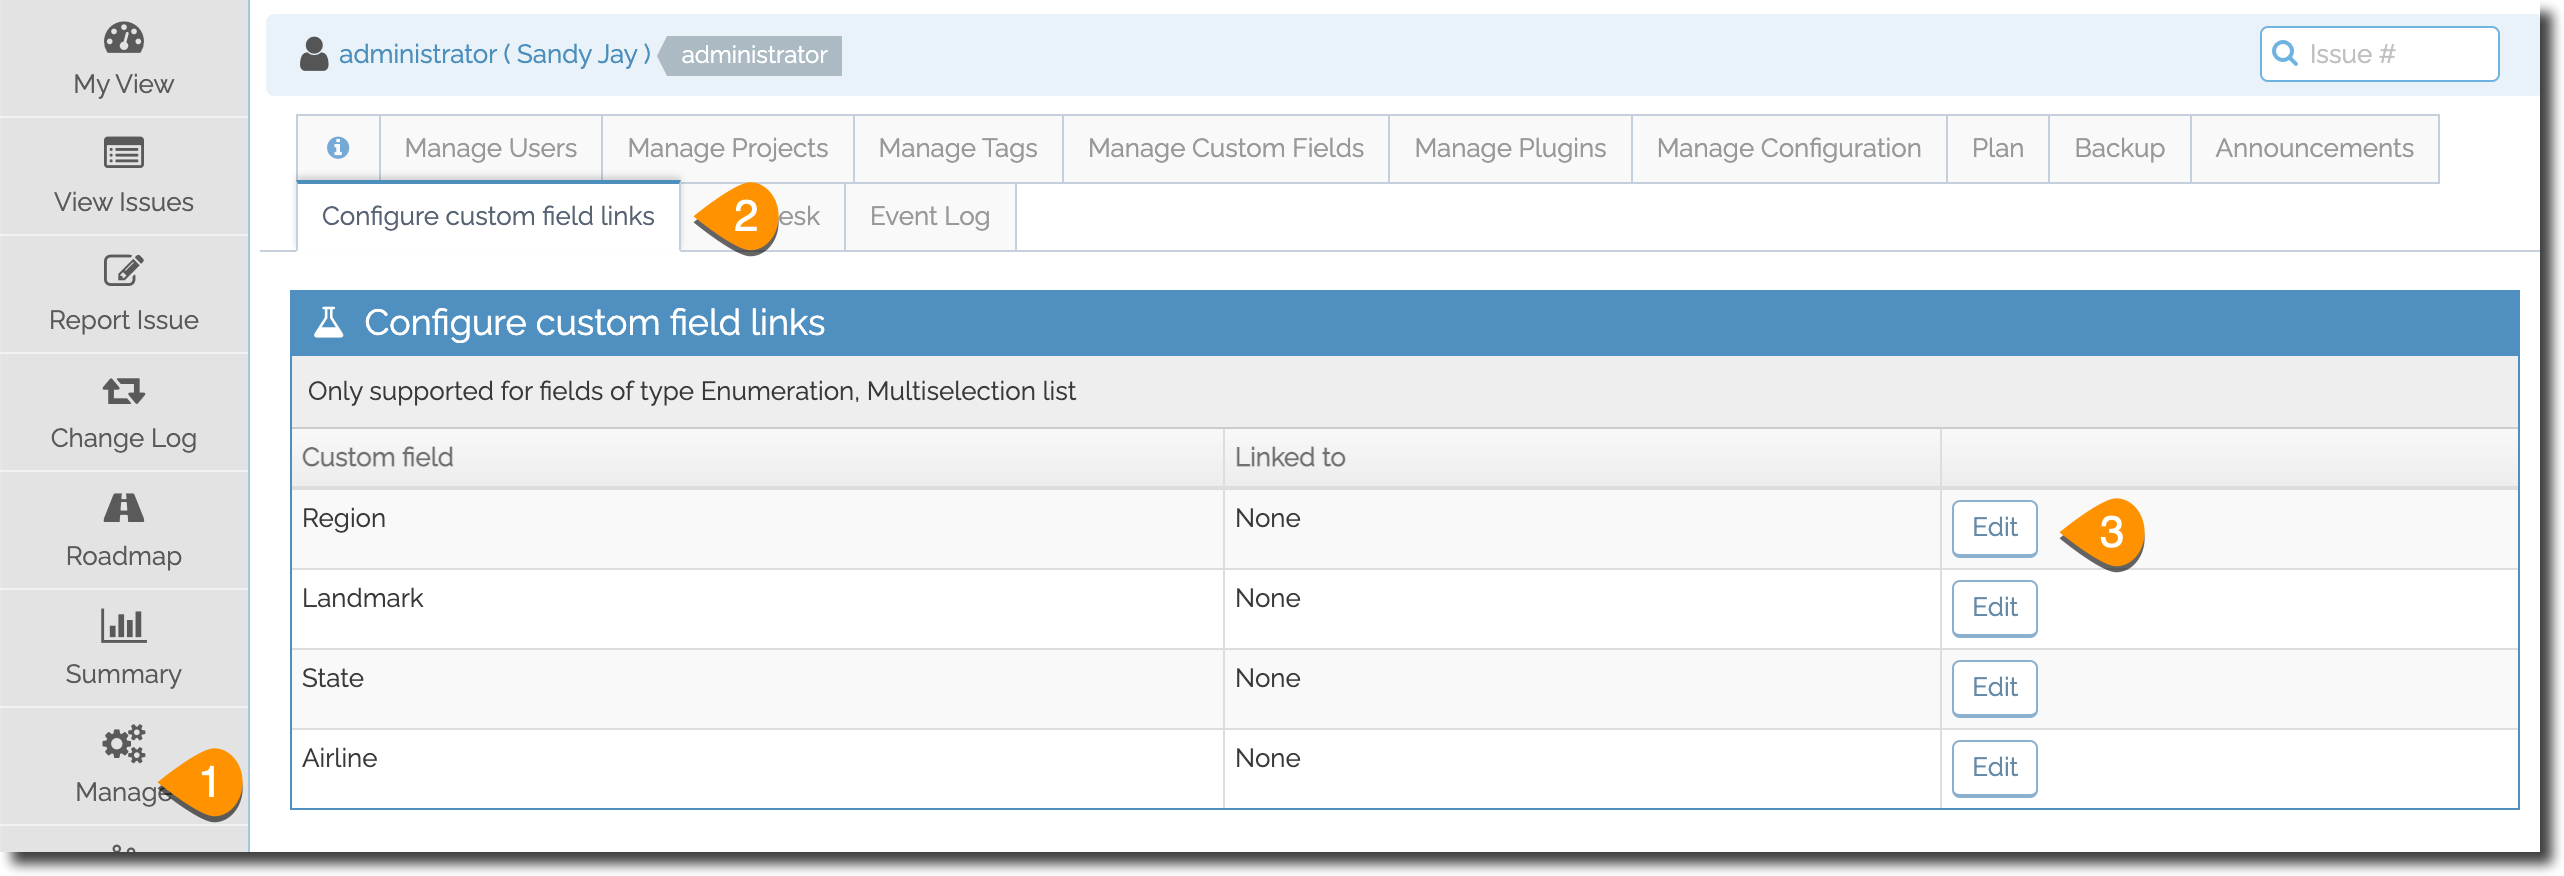 My View
View Issues
Report Issue
Change Log
Roadmap
Summary
Manage
1
administrator ( Sandy Jay ) administrator
Issue #
Manage Users Manage Projects Manage Tags Manage Custom Fields Manage Plugins Manage Configuration Plan Backup Announcements
Configure custom field links 2 esk Event Log
Configure custom field links
Only supported for fields of type Enumeration, Multiselection list
Custom field Linked to
Region None Edit 3
Landmark None Edit
State None Edit
Airline None Edit